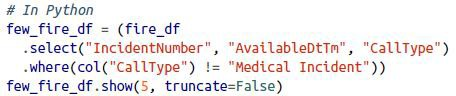 # In Python
few_fire_df = (fire_df
  .select("IncidentNumber", "AvailableDtTm", "CallType")
  .where(col("CallType") != "Medical Incident"))
few_fire_df.show(5, truncate=False)